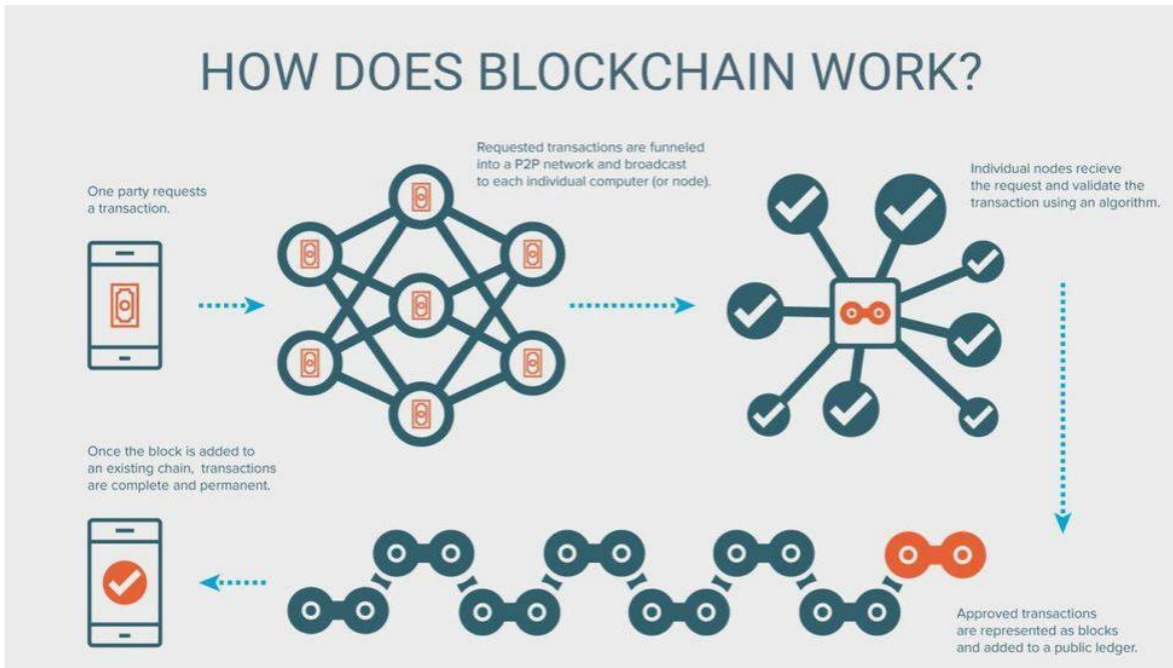 HOW DOES BLOCKCHAIN WORK?
One party requests
a transaction.
Requested transactions are funneled
into a P2P network and broadcast
to each individual computer (or node).
Individual nodes recieve
the request and validate the
transaction using an algorithm.
Approved transactions
are represented as blocks
and added to a public ledger.
Once the block is added to
an existing chain, transactions
are complete and permanent.